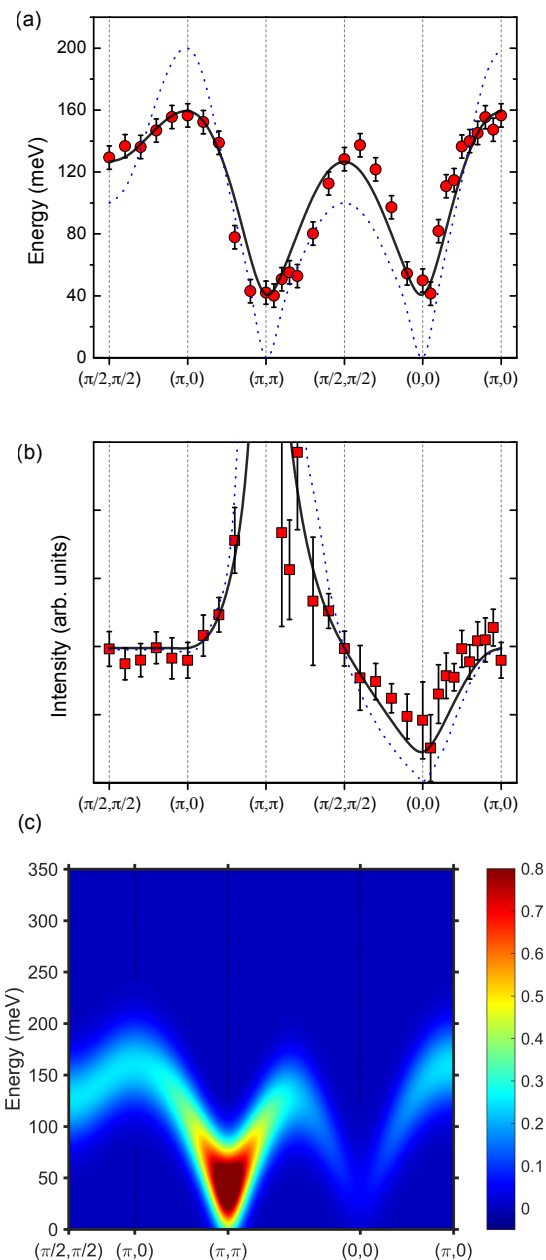 (a)
200
160
120
80
40
0
Energy (meV)
(π/2,π/2) (π,0) (π,π) (π/2,π/2) (0,0) (π,0)
(b)
Intensity (arb. units)
(π/2,π/2) (π,0) (π,π) (π/2,π/2) (0,0) (π,0)
(c)
350
300
250
200
150
100
50
0
Energy (meV)
(π/2,π/2) (π,0) (π,π) (0,0) (π,0)
0.8
0.7
0.6
0.5
0.4
0.3
0.2
0.1
0